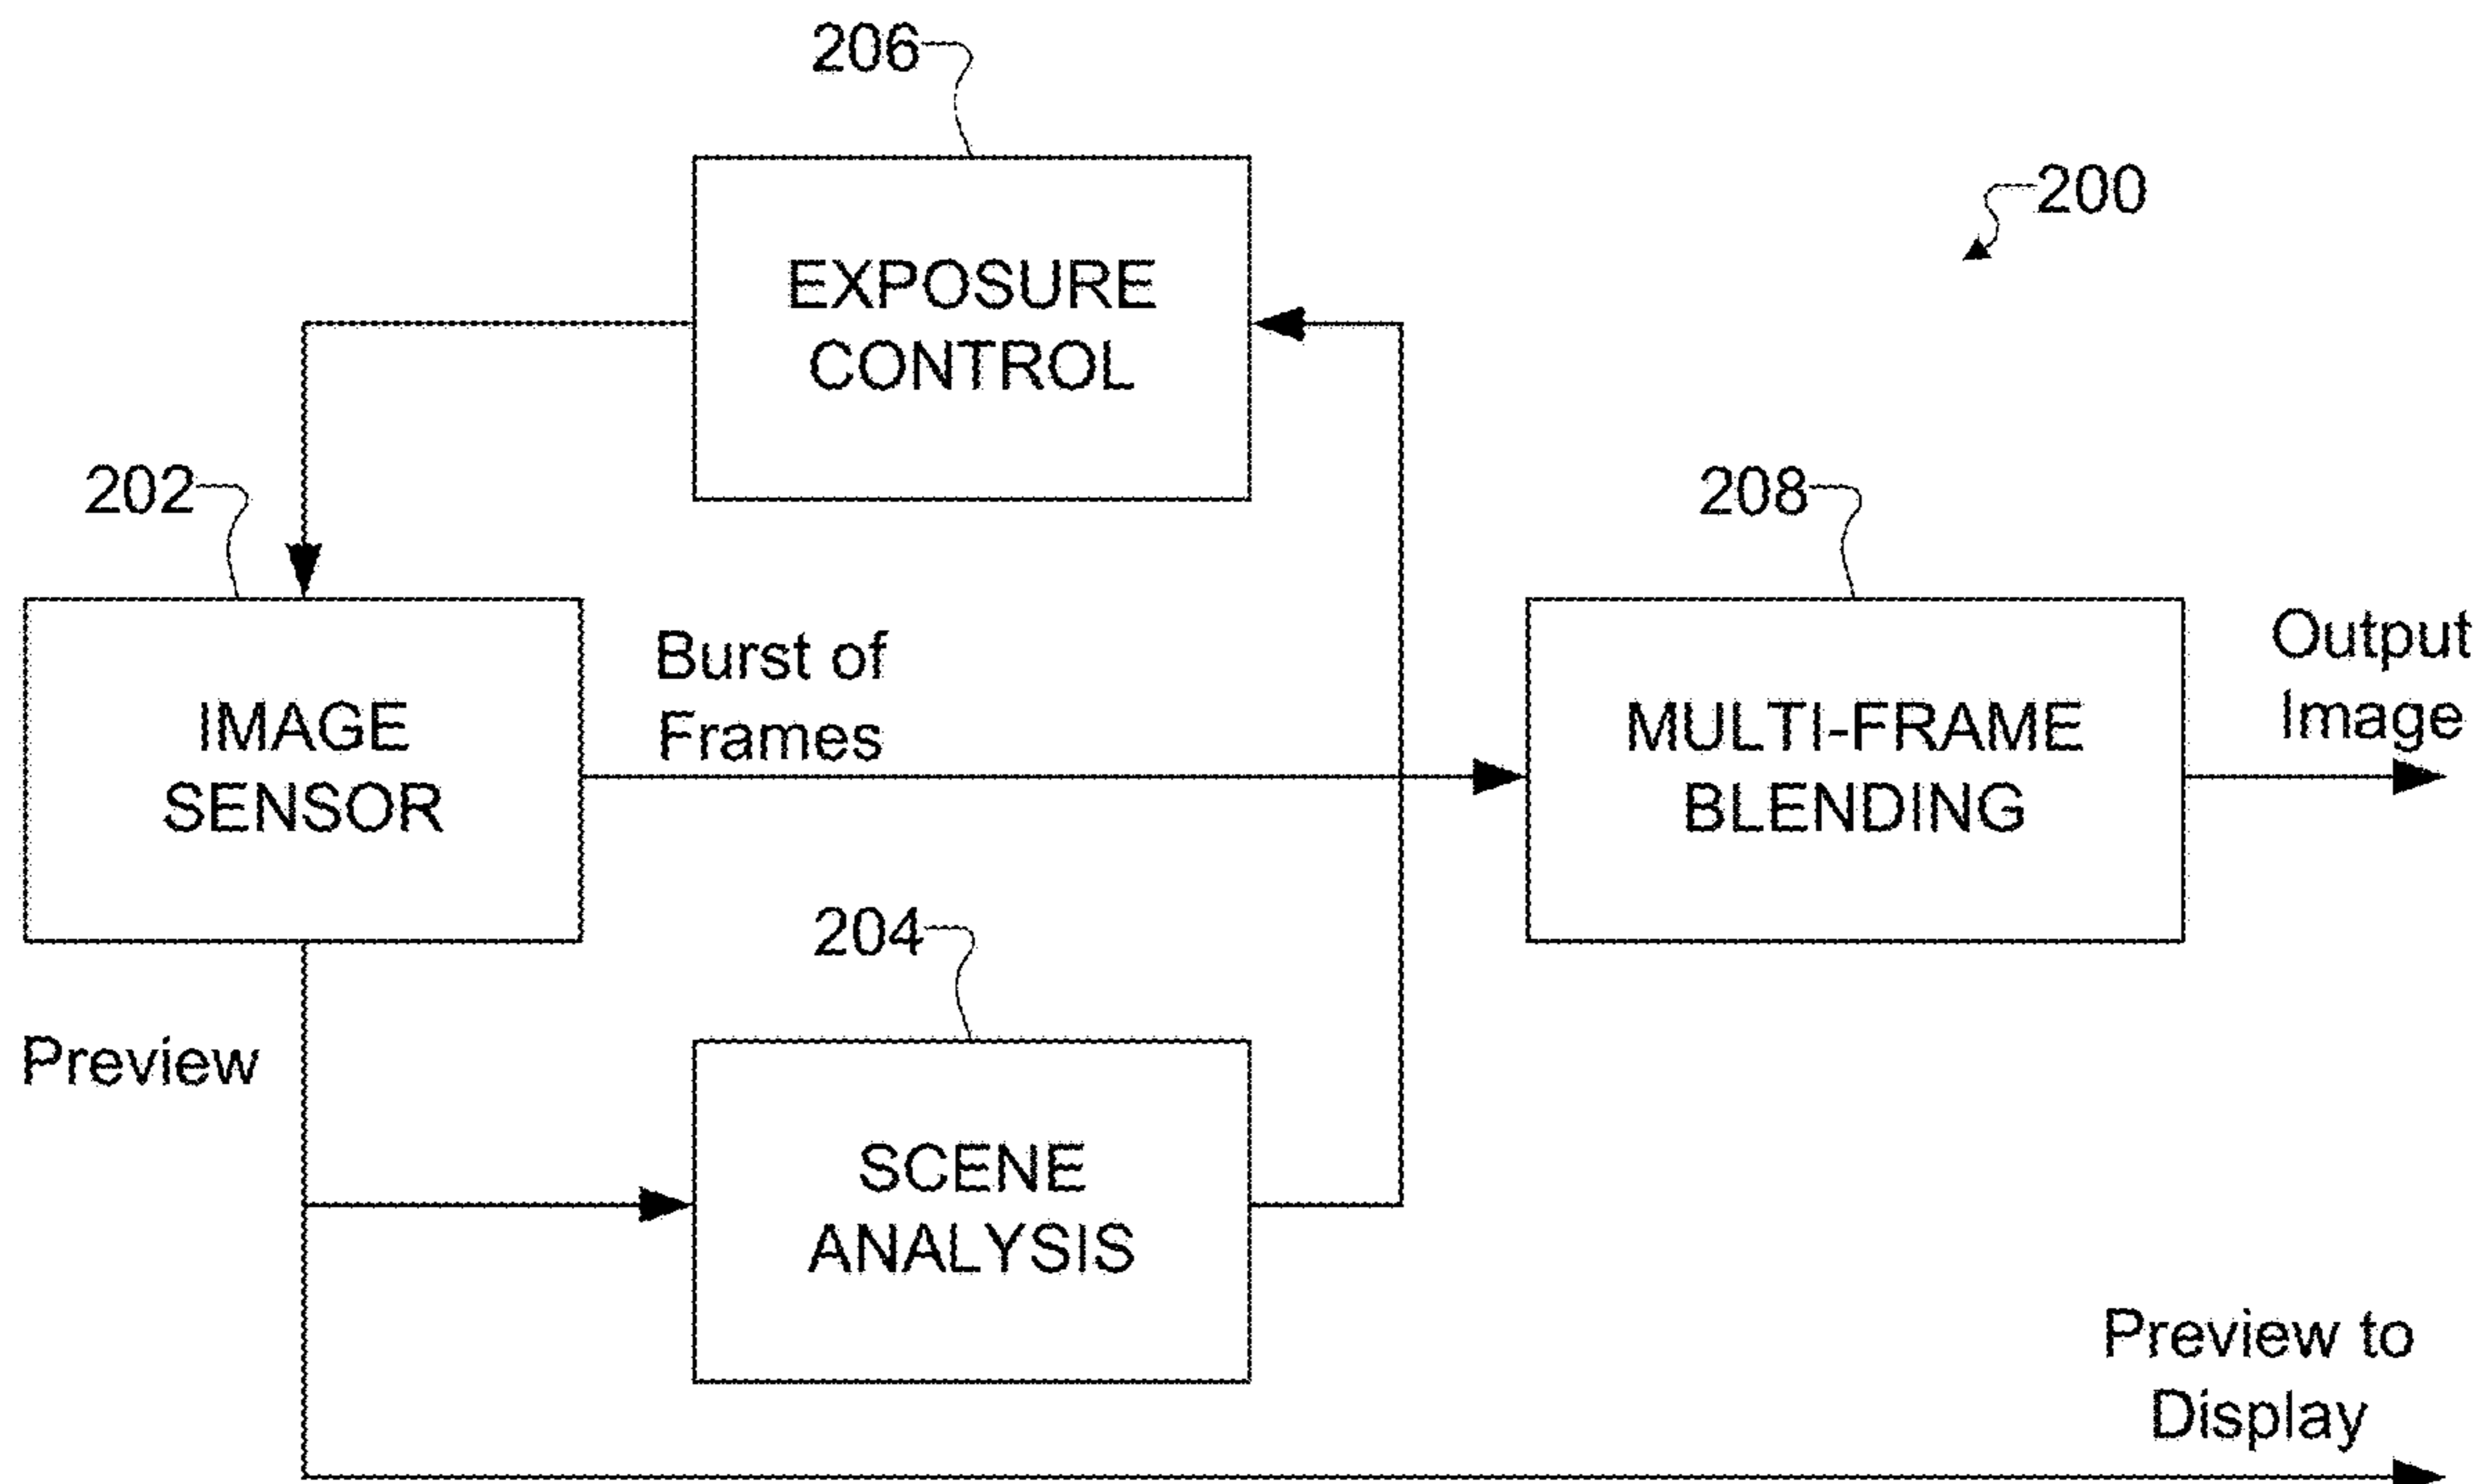 206
200
EXPOSURE
CONTROL
202
208
Burst of
Frames
Output
Image
IMAGE
SENSOR
MULTI-FRAME
BLENDING
204
Preview
SCENE
ANALYSIS
Preview to
Display